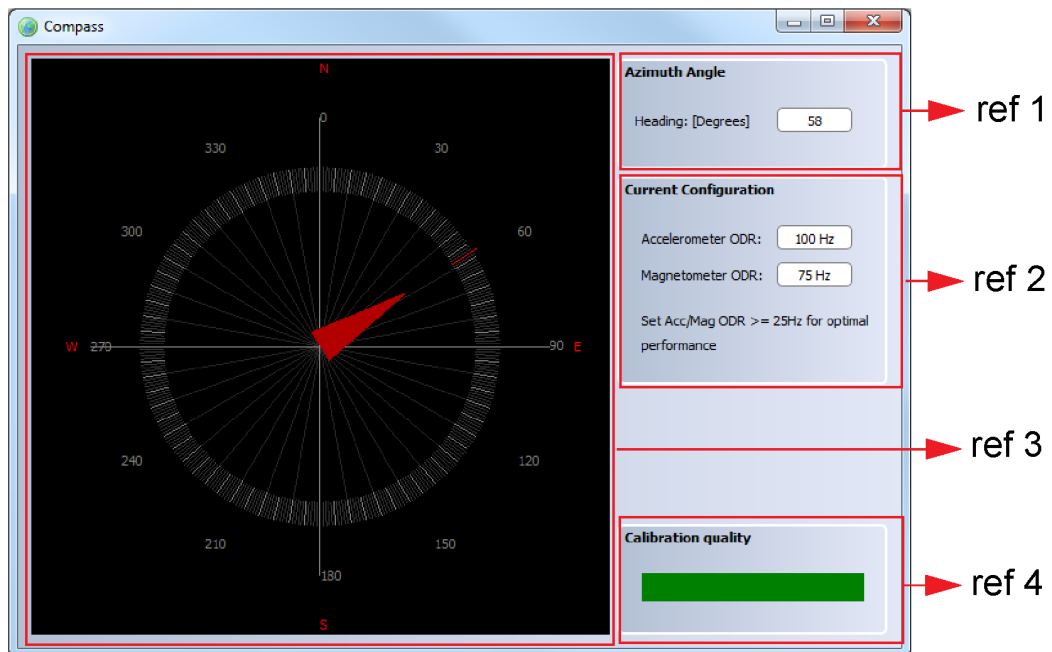 Compass
N
0
30
60
90 E
120
150
180
S
210
240
W 270
300
330
Azimuth Angle
Heading: [Degrees] 58
ref 1
Current Configuration
Accelerometer ODR: 100 Hz
Magnetometer ODR: 75 Hz
Set Acc/Mag ODR >= 25Hz for optimal
performance
ref 2
ref 3
Calibration quality
ref 4